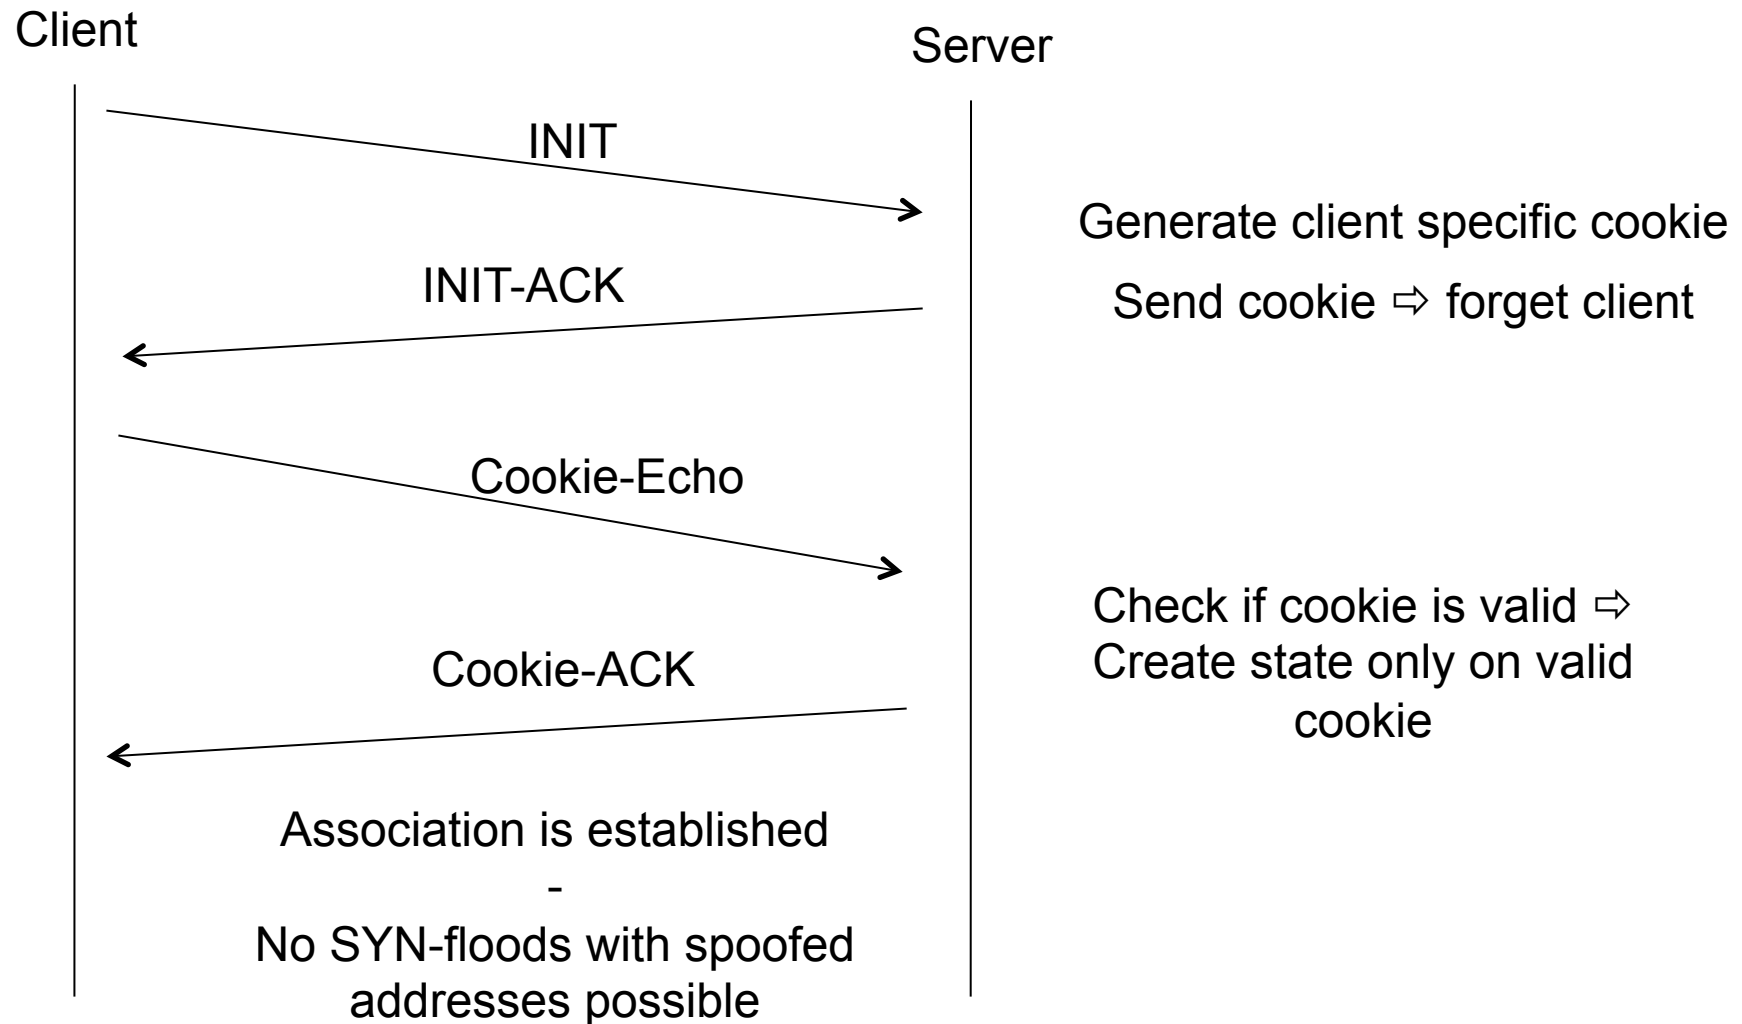 Client
Server
INIT
Generate client specific cookie
INIT-ACK
Send cookie ⇨ forget client
Cookie-Echo
Check if cookie is valid ⇨
Create state only on valid
cookie
Cookie-ACK
Association is established
-
No SYN-floods with spoofed
addresses possible